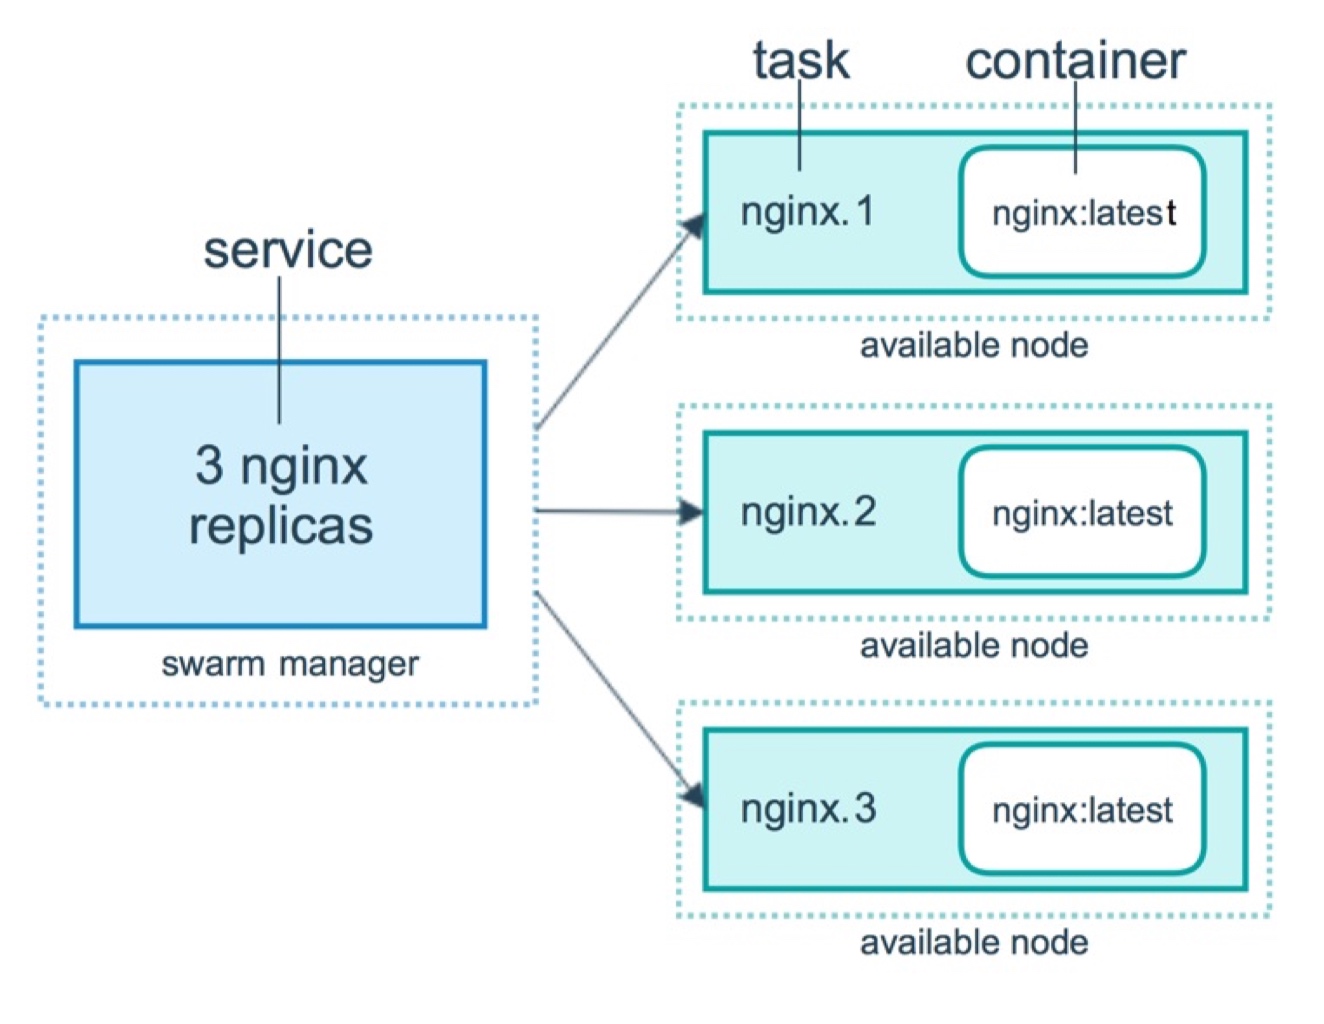 task
container
nginx.1
nginx:latest
available node
service
3 nginx
replicas
swarm manager
nginx.2
nginx:latest
available node
nginx.3
nginx:latest
available node